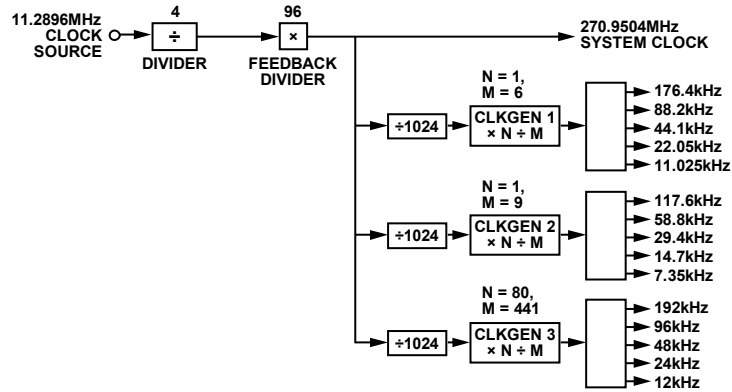 11.2896MHz
CLOCK
SOURCE
4
÷
DIVIDER
96
×
FEEDBACK
DIVIDER
270.9504MHz
SYSTEM CLOCK
N = 1,
M = 6
÷1024
CLKGEN 1
× N ÷ M
176.4kHz
88.2kHz
44.1kHz
22.05kHz
11.025kHz
N = 1,
M = 9
÷1024
CLKGEN 2
× N ÷ M
117.6kHz
58.8kHz
29.4kHz
14.7kHz
7.35kHz
N = 80,
M = 441
÷1024
CLKGEN 3
× N ÷ M
192kHz
96kHz
48kHz
24kHz
12kHz